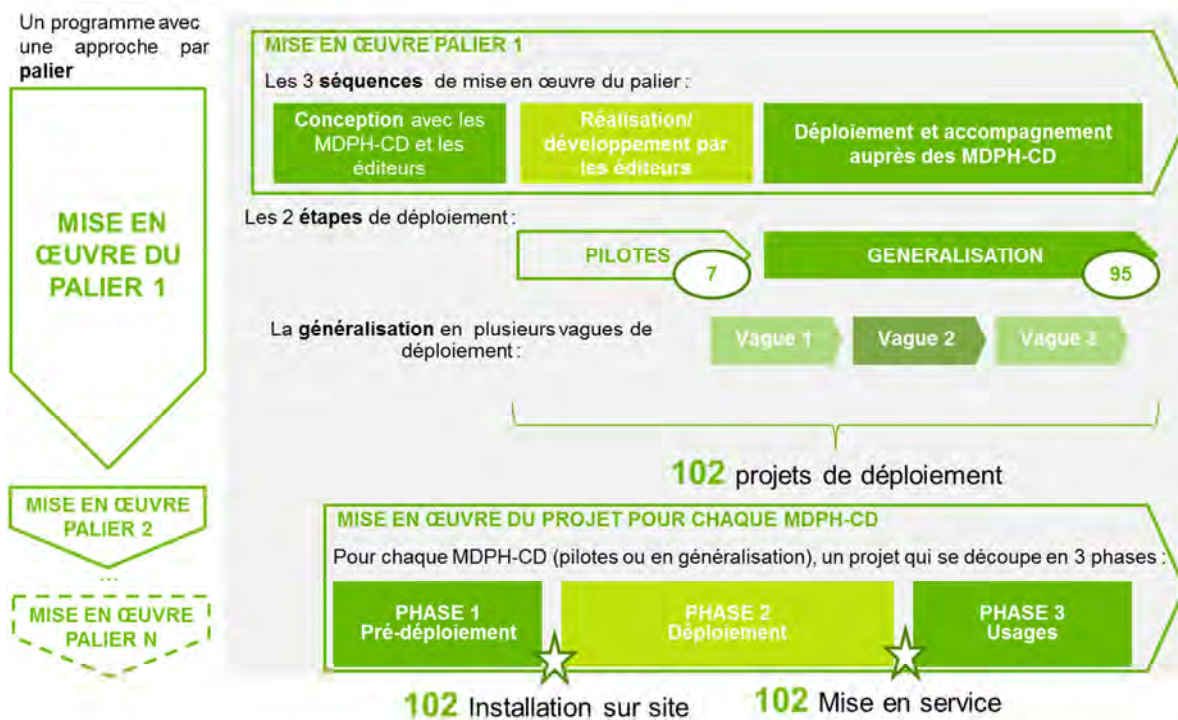 Un programme avec
une approche par
palier
MISE EN
ŒUVRE DU
PALIER 1
MISE EN ŒUVRE
PALIER 2
...
MISE EN ŒUVRE
PALIER N
MISE EN ŒUVRE PALIER 1
Les 3 séquences de mise en œuvre du palier :
Conception avec les
MDPH-CD et les
éditeurs
Réalisation/
développement par
les éditeurs
Déploiement et accompagnement
auprès des MDPH-CD
Les 2 étapes de déploiement :
PILOTES
7
GENERALISATION
95
La généralisation en plusieurs vagues de
déploiement :
Vague 1
Vague 2
Vague 3
102 projets de déploiement
MISE EN ŒUVRE DU PROJET POUR CHAQUE MDPH-CD
Pour chaque MDPH-CD (pilotes ou en généralisation), un projet qui se découpe en 3 phases :
PHASE 1
Pré-déploiement
PHASE 2
Déploiement
PHASE 3
Usages
102 Installation sur site
102 Mise en service